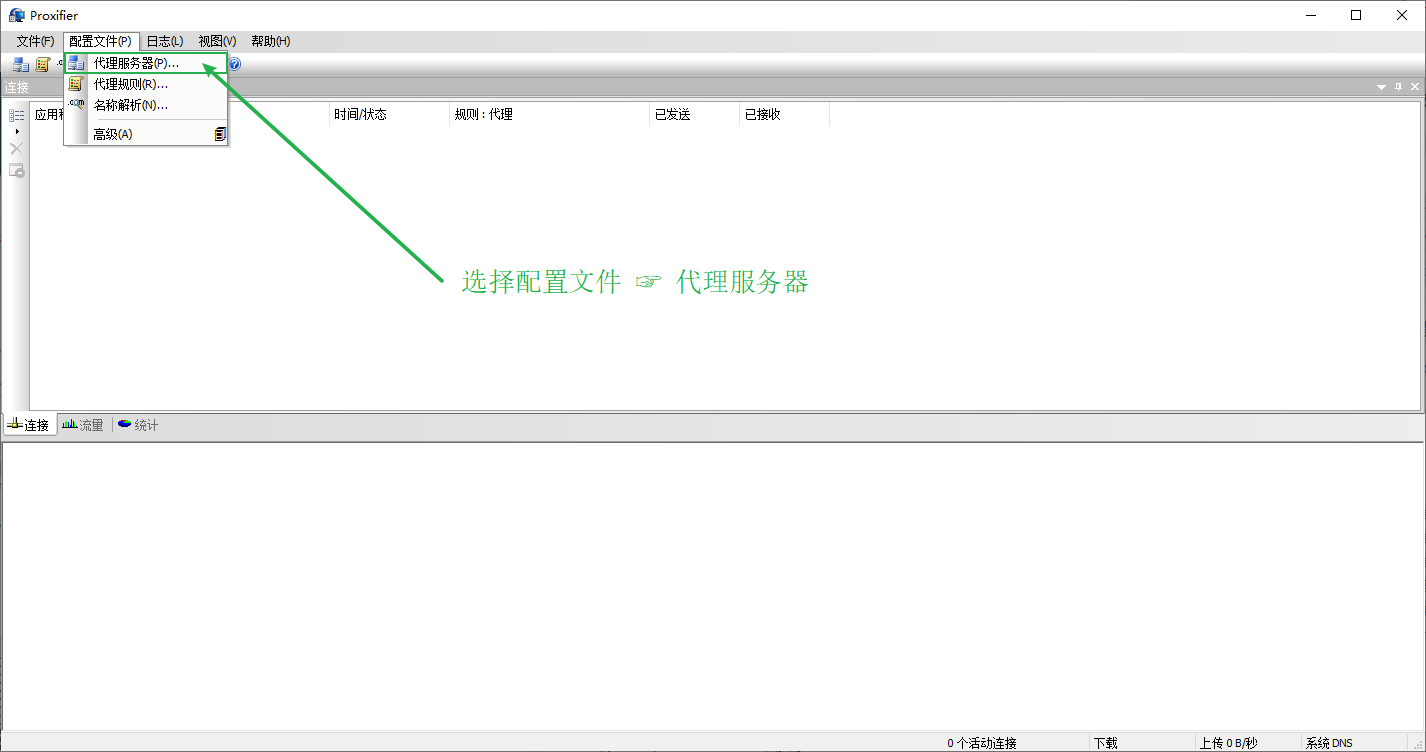 Proxifier
文件(F) 配置文件(P) 日志(L) 视图(V) 帮助(H)
代理服务器(P)...
代理规则(R)...
名称解析(N)...
高级(A)
连接
应用 时间/状态 规则 : 代理 已发送 已接收
选择配置文件 ☞ 代理服务器
连接 流量 统计
0 个活动连接 下载 上传 0 B/秒 系统 DNS